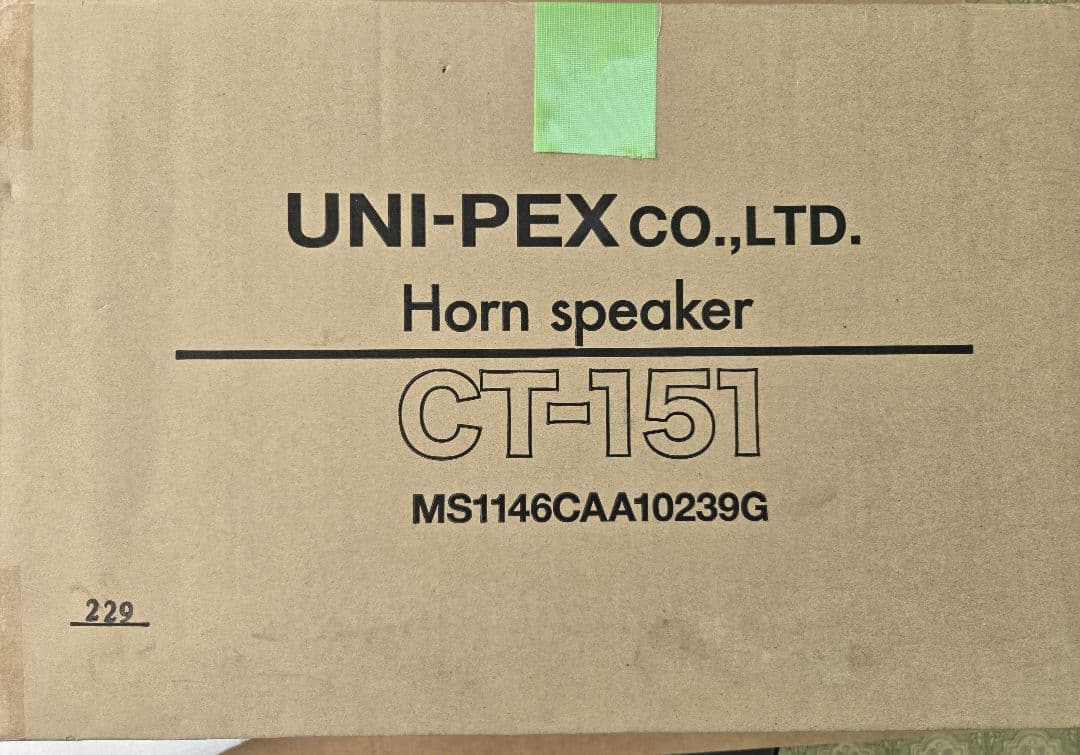 UNI-PEX CO.,LTD.
Horn speaker
CT-151
MS1146CAA10239G
229